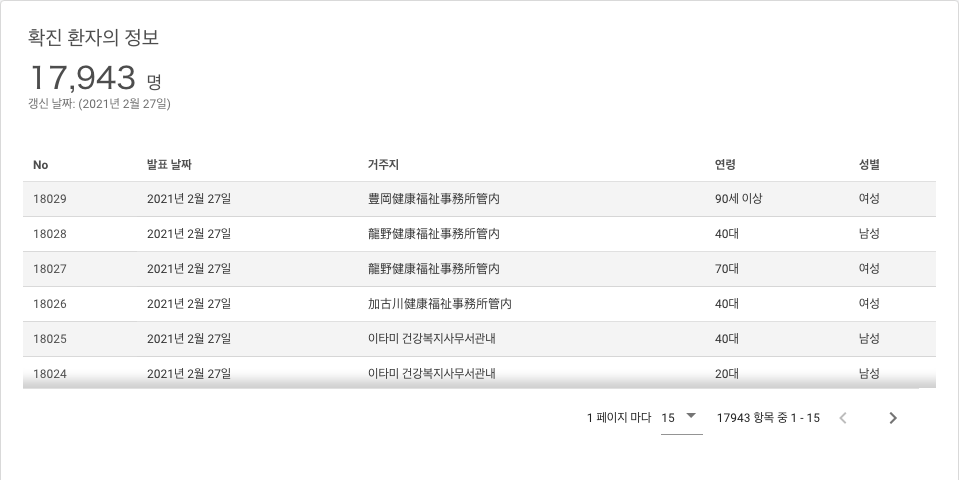 확진 환자의 정보
17,943 명
갱신 날짜: (2021년 2월 27일)
No 발표 날짜 거주지 연령 성별
18029 2021년 2월 27일 豊岡健康福祉事務所管内 90세 이상 여성
18028 2021년 2월 27일 龍野健康福祉事務所管内 40대 남성
18027 2021년 2월 27일 龍野健康福祉事務所管内 70대 여성
18026 2021년 2월 27일 加古川健康福祉事務所管内 40대 여성
18025 2021년 2월 27일 이타미 건강복지사무서관내 40대 남성
18024 2021년 2월 27일 이타미 건강복지사무서관내 20대 남성
1 페이지 마다 15 17943 항목 중 1 - 15